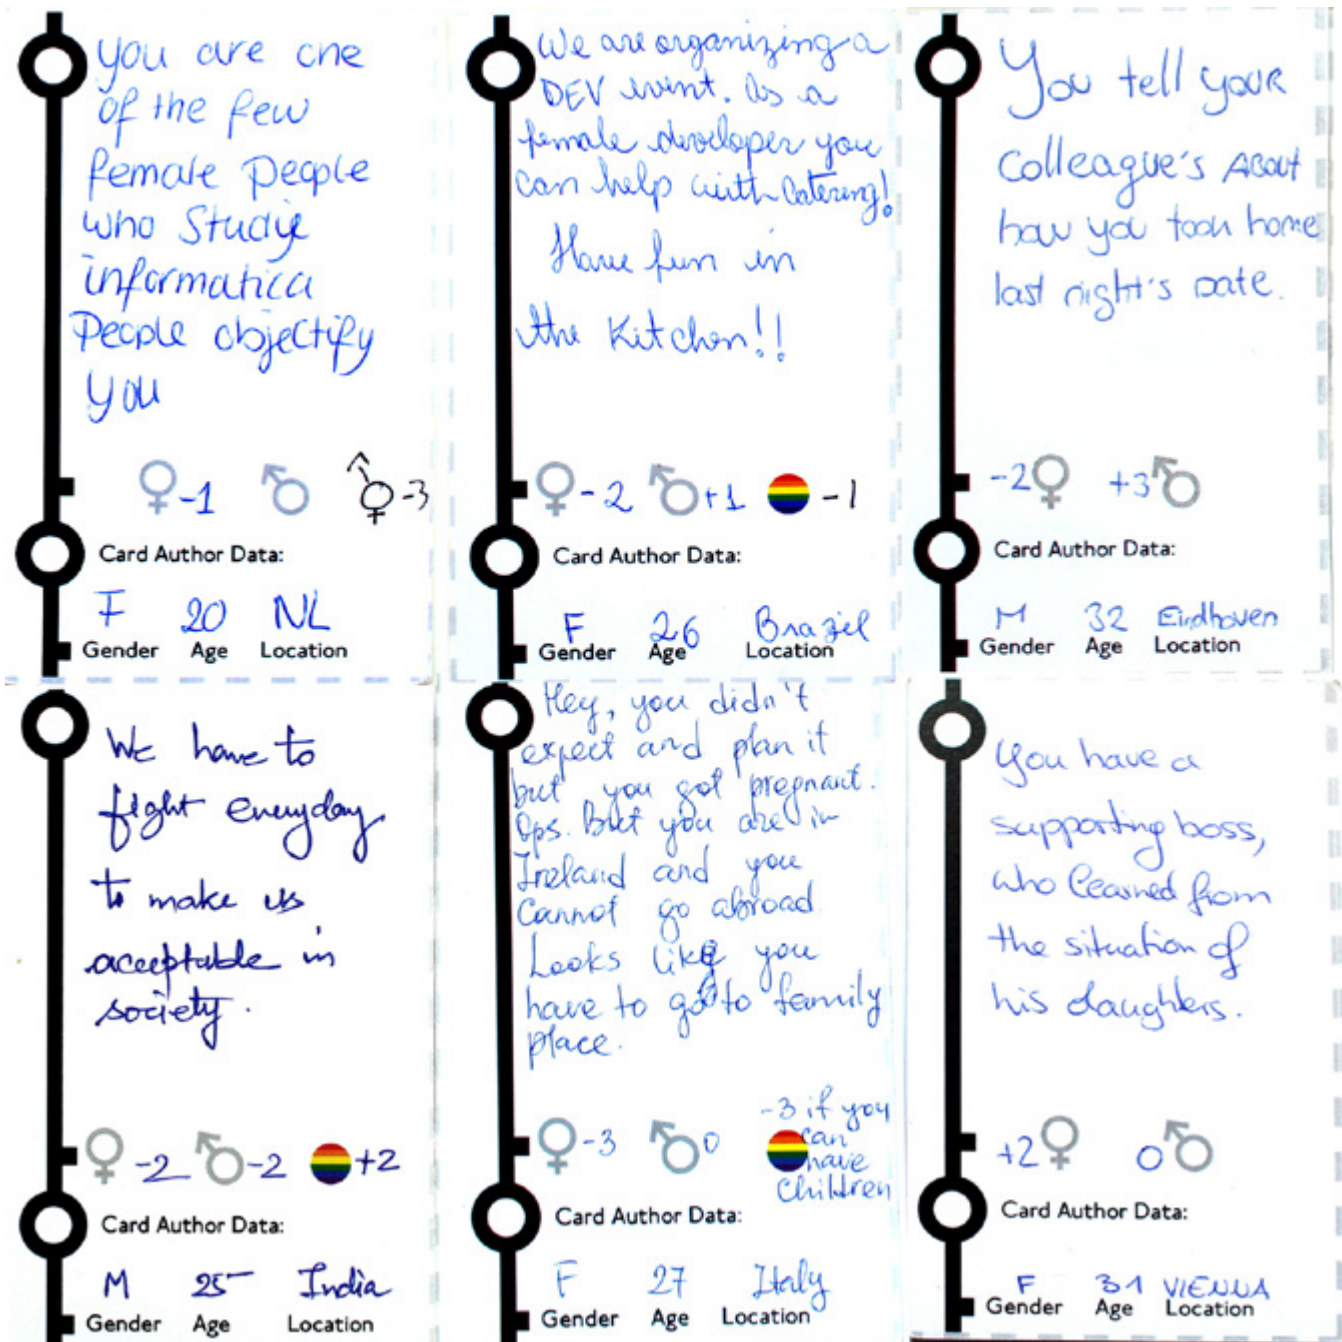 You are one
of the few
female people
who studye
informatica
People objectify
you
-1 -3
Card Author Data:
F 20 NL
Gender Age Location
We are organizing a
DEV event. As a
female developer you
can help with Catering!
Have fun in
the kitchen!!
-2 +1 -1
Card Author Data:
F 26 Brazil
Gender Age Location
You tell your
colleague's About
how you took home
last night's Date.
-2 +3
Card Author Data:
M 32 Eindhoven
Gender Age Location
We have to
fight everyday
to make us
acceptable in
society.
-2 -2 +2
Card Author Data:
M 25 India
Gender Age Location
Hey, you didn't
expect and plan it
but you got pregnant.
Ops. But you are in
Ireland and you
cannot go abroad.
Looks like you
have to go to family
place.
-3 0 -3 if you
can
have
children
Card Author Data:
F 27 Italy
Gender Age Location
You have a
supporting boss,
who learned from
the situation of
his daughters.
+2 0
Card Author Data:
F 31 VIENNA
Gender Age Location